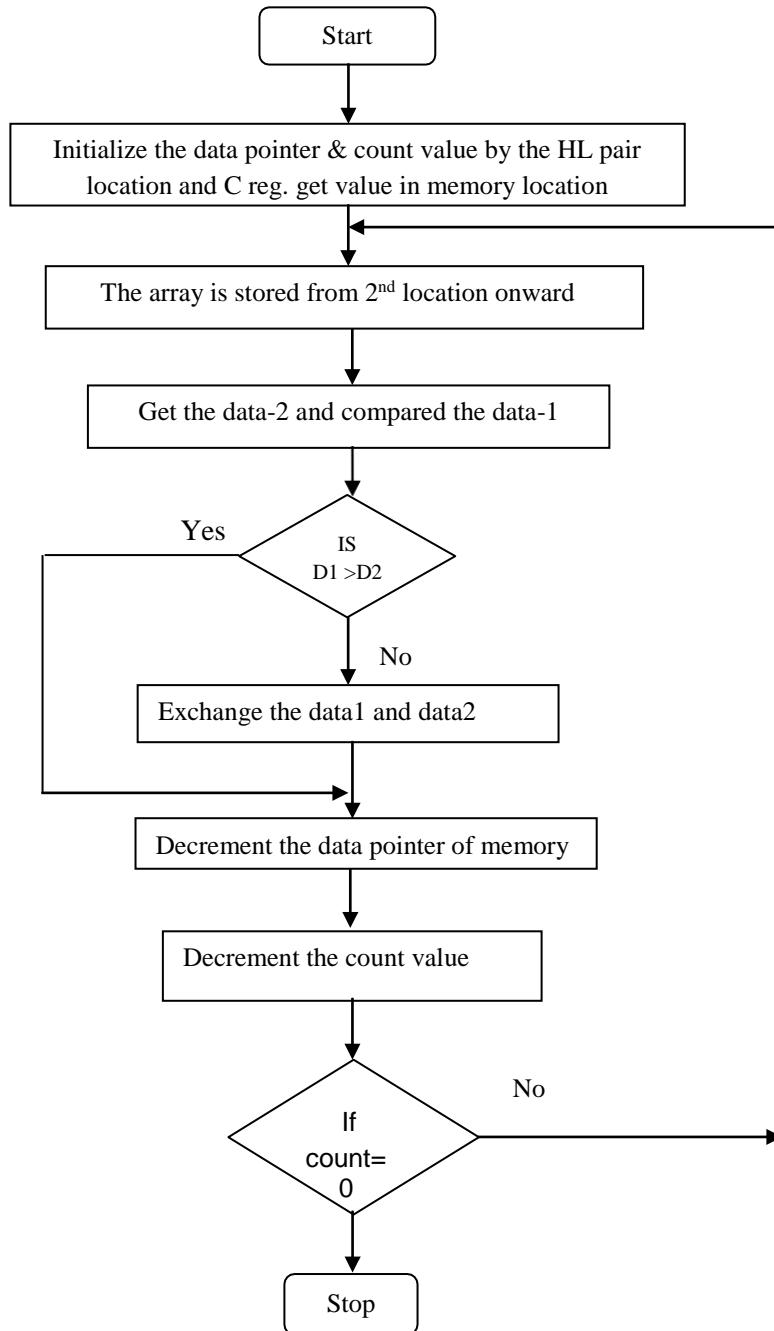 Start
Initialize the data pointer & count value by the HL pair
location and C reg. get value in memory location
The array is stored from 2nd location onward
Get the data-2 and compared the data-1
Yes
IS
D1 >D2
No
Exchange the data1 and data2
Decrement the data pointer of memory
Decrement the count value
No
If
count=
0
Stop